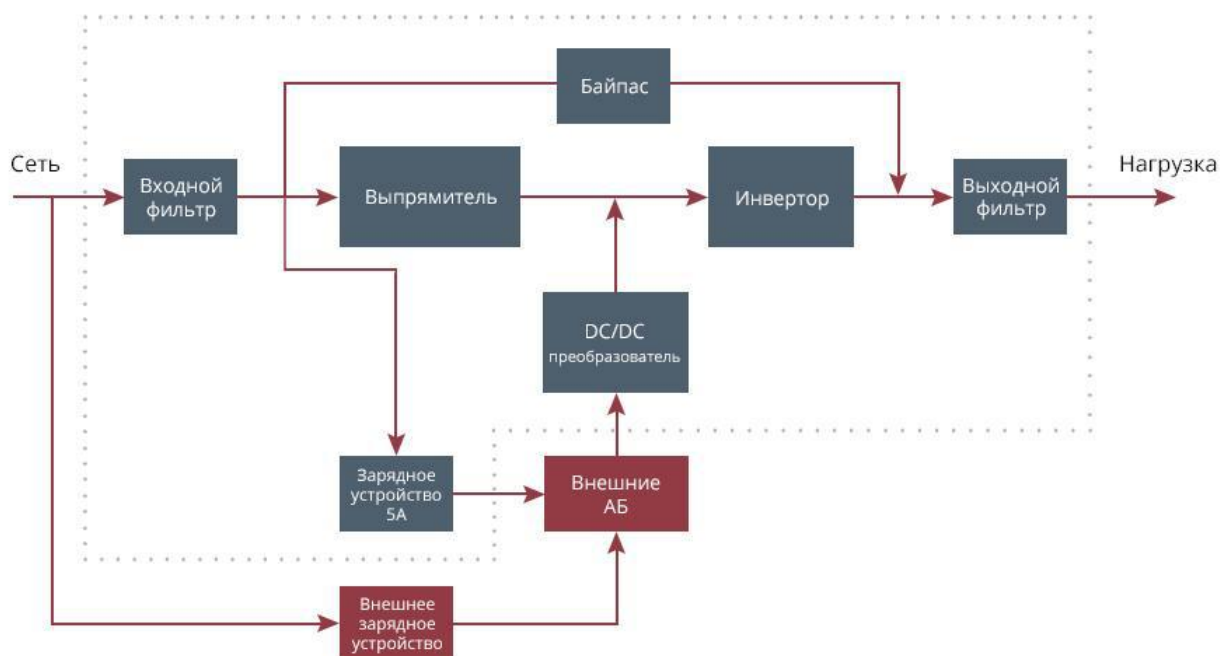 Байпас
Сеть
Входной
фильтр
Выпрямитель
Инвертор
Выходной
фильтр
Нагрузка
DC/DC
преобразователь
Зарядное
устройство
5А
Внешние
АБ
Внешнее
зарядное
устройство